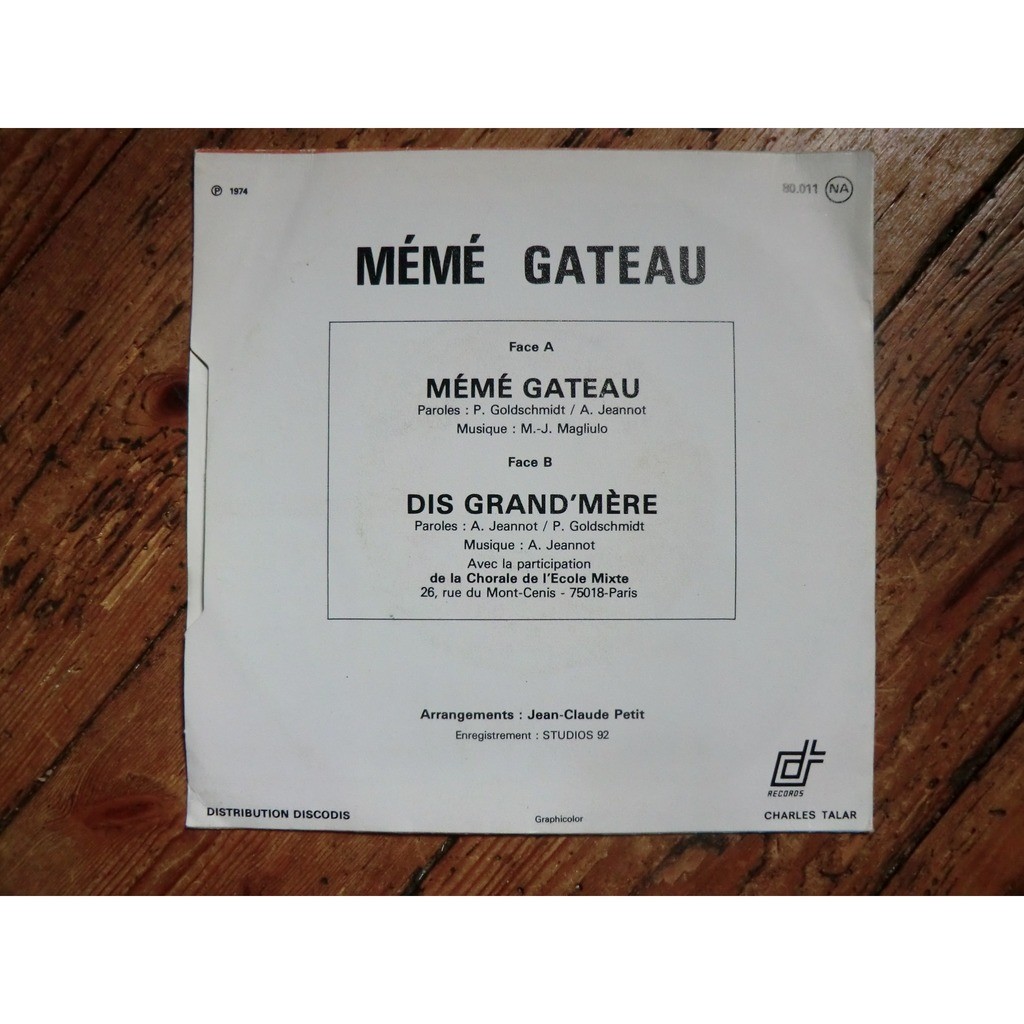 Ⓟ 1974
80.011 NA
MÉMÉ GATEAU
Face A
MÉMÉ GATEAU
Paroles : P. Goldschmidt / A. Jeannot
Musique : M.-J. Magliulo
Face B
DIS GRAND'MÈRE
Paroles : A. Jeannot / P. Goldschmidt
Musique : A. Jeannot
Avec la participation
de la Chorale de l'Ecole Mixte
26, rue du Mont-Cenis - 75018-Paris
Arrangements : Jean-Claude Petit
Enregistrement : STUDIOS 92
dt
RECORDS
DISTRIBUTION DISCODIS
Graphicolor
CHARLES TALAR